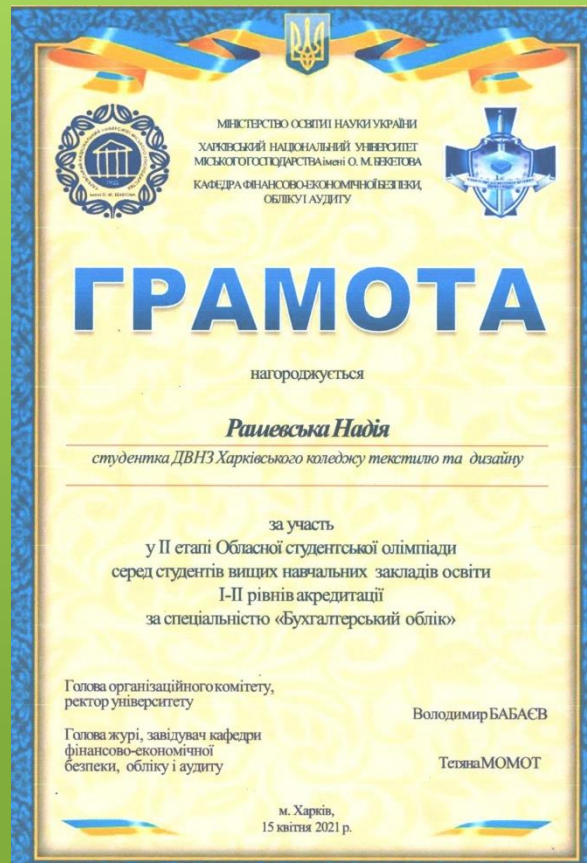 МІНІСТЕРСТВО ОСВІТИ І НАУКИ УКРАЇНИ
ХАРКІВСЬКИЙ НАЦІОНАЛЬНИЙ УНІВЕРСИТЕТ
МІСЬКОГО ГОСПОДАРСТВА імені О. М. БЕКЕТОВА
КАФЕДРА ФІНАНСОВО-ЕКОНОМІЧНОЇ БЕЗПЕКИ,
ОБЛІКУ І АУДИТУ
ГРАМОТА
нагороджується
Рашевська Надія
студентка ДВНЗ Харківського коледжу текстилю та дизайну
за участь
у ІІ етапі Обласної студентської олімпіади
серед студентів вищих навчальних закладів освіти
І-ІІ рівнів акредитації
за спеціальністю «Бухгалтерський облік»
Голова організаційного комітету,
ректор університету
Володимир БАБАЄВ
Голова журі, завідувач кафедри
фінансово-економічної
безпеки, обліку і аудиту
Тетяна МОМОТ
м. Харків,
15 квітня 2021 р.